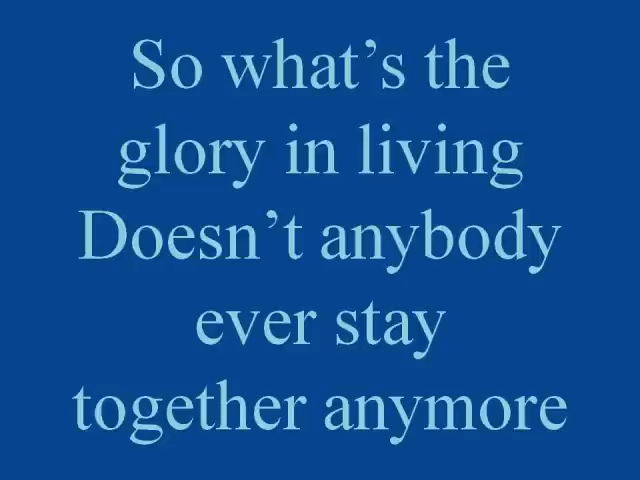 So what’s the
glory in living
Doesn’t anybody
ever stay
together anymore